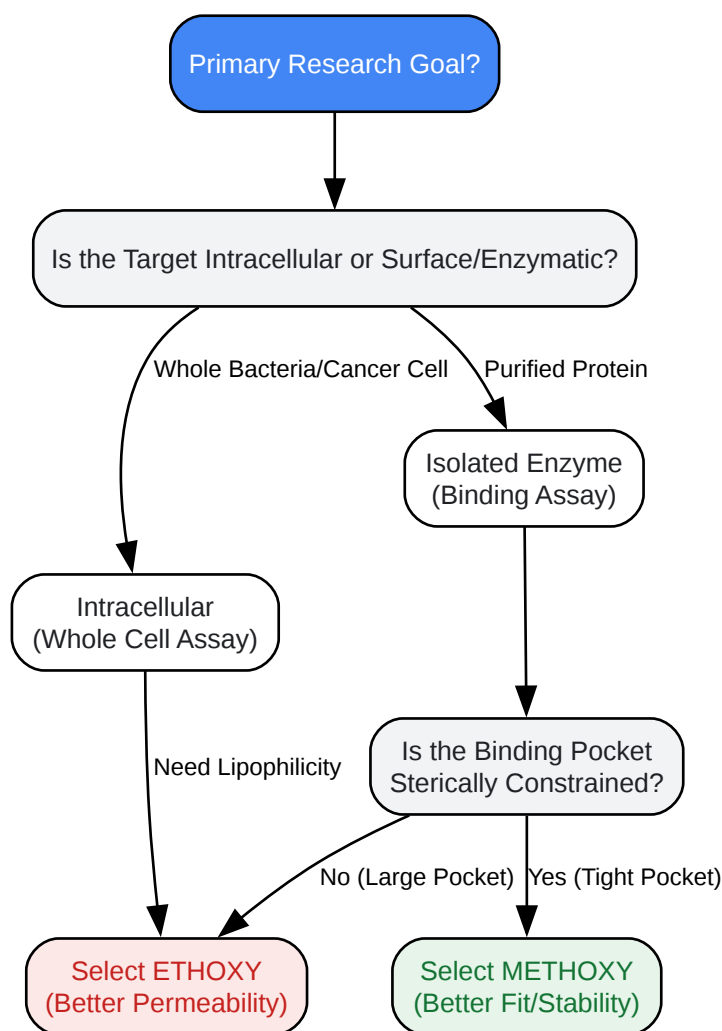 Primary Research Goal?
Is the Target Intracellular or Surface/Enzymatic?
Whole Bacteria/Cancer Cell
Purified Protein
Isolated Enzyme
(Binding Assay)
Intracellular
(Whole Cell Assay)
Is the Binding Pocket
Sterically Constrained?
Need Lipophilicity
No (Large Pocket)
Yes (Tight Pocket)
Select ETHOXY
(Better Permeability)
Select METHOXY
(Better Fit/Stability)